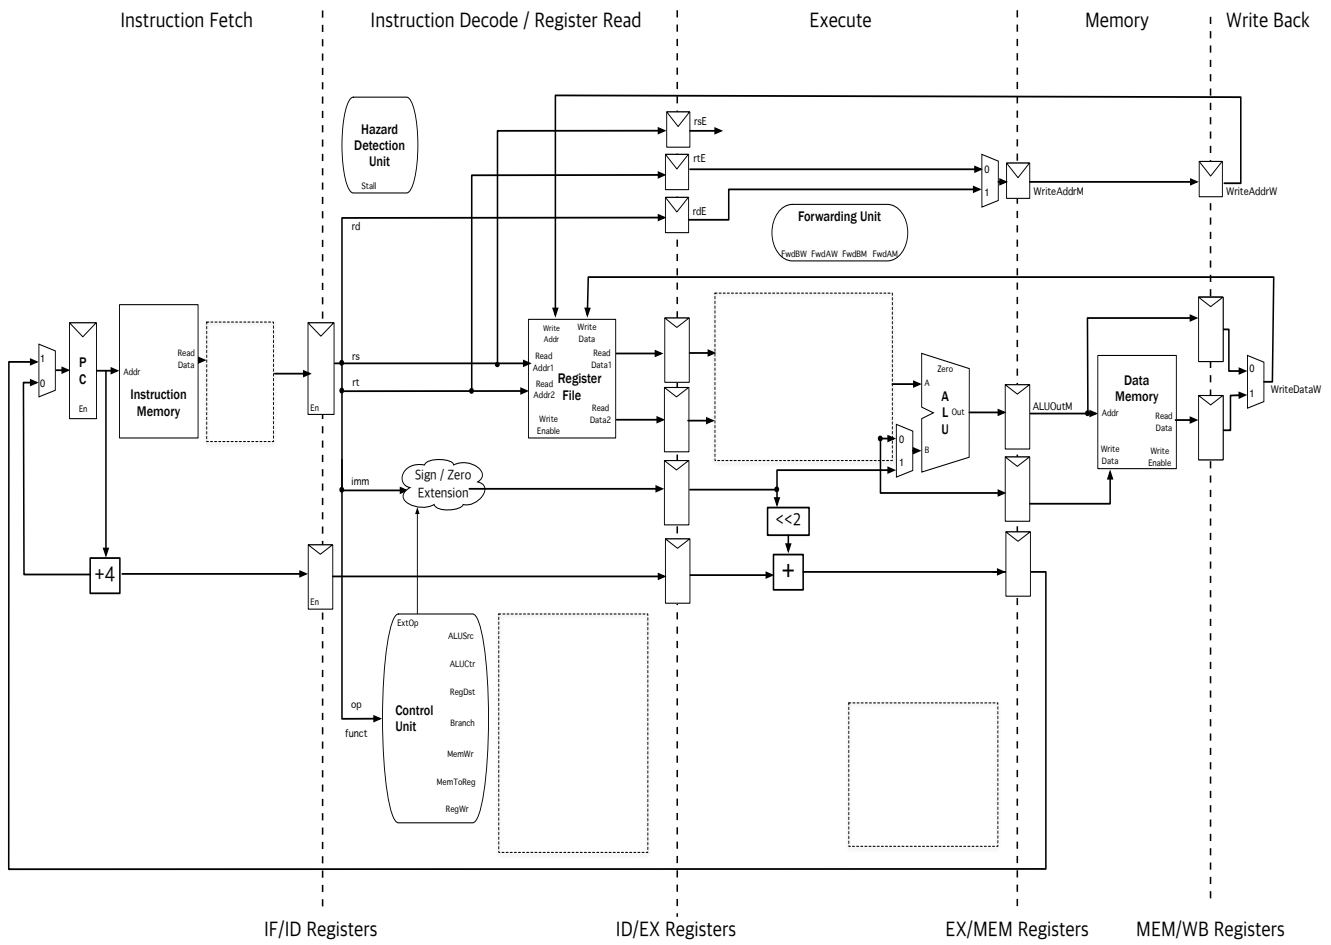 Instruction Fetch
Instruction Decode / Register Read
Execute
Memory
Write Back
Hazard
Detection
Unit
Stall
rsE
rtE
rdE
rd
0
1
WriteAddrM
WriteAddrW
Forwarding Unit
FwdBW FwdAW FwdBM FwdAM
1
0
P
C
En
Addr
Read
Data
Instruction
Memory
En
rs
rt
Write
Addr
Write
Data
Read
Addr1
Read
Data1
Read
Addr2
Register
File
Read
Data2
Write
Enable
Zero
A
A
L
U
Out
B
0
1
ALUOutM
Data
Memory
Addr
Read
Data
Write
Data
Write
Enable
0
1
WriteDataW
imm
Sign / Zero
Extension
<<2
+4
En
+
ExtOp
ALUSrc
ALUCtr
RegDst
Branch
MemWr
MemToReg
RegWr
Control
Unit
op
funct
IF/ID Registers
ID/EX Registers
EX/MEM Registers
MEM/WB Registers